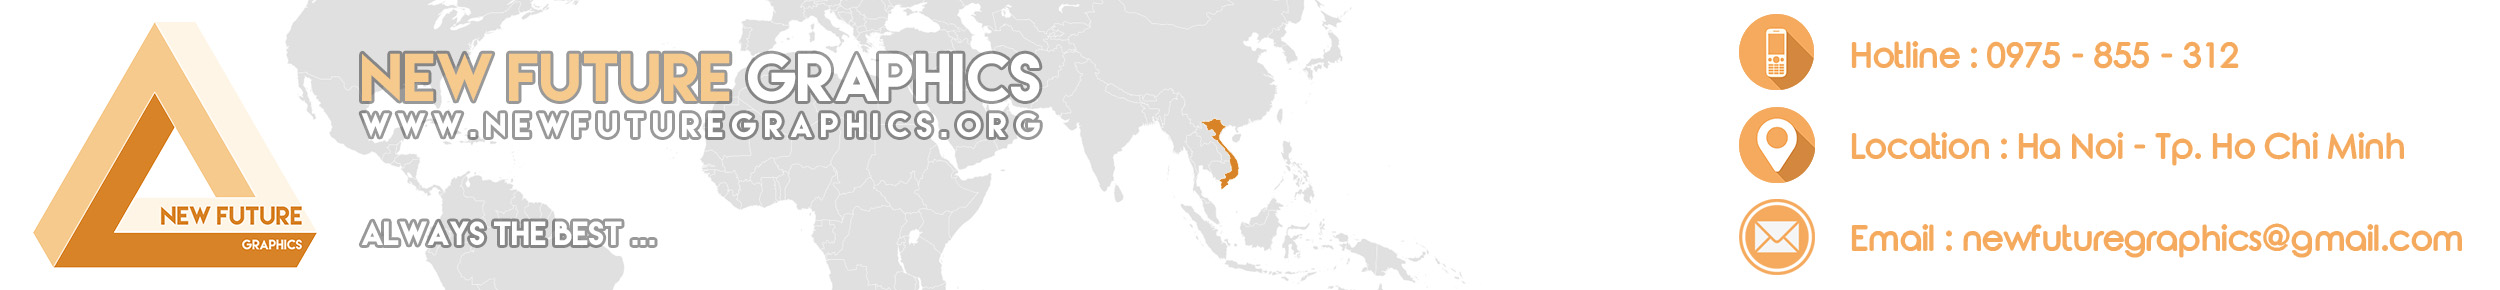 NEW FUTURE
GRAPHICS
NEW FUTURE GRAPHICS
WWW.NEWFUTUREGRAPHICS.ORG
ALWAYS THE BEST ...
Hotline : 0975 - 855 - 312
Location : Ha Noi - Tp. Ho Chi Minh
Email : newfuturegraphics@gmail.com